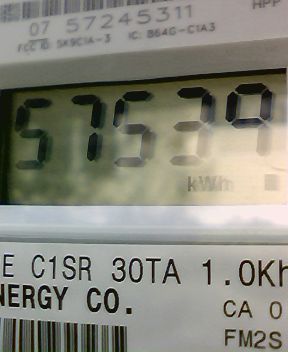 HPP
07 57245311
FCC ID: SK9C1A-3 IC: 864G-C1A3
57539
kWh
E C1SR 30TA 1.0Kh
NERGY CO.
CA 0
FM2S